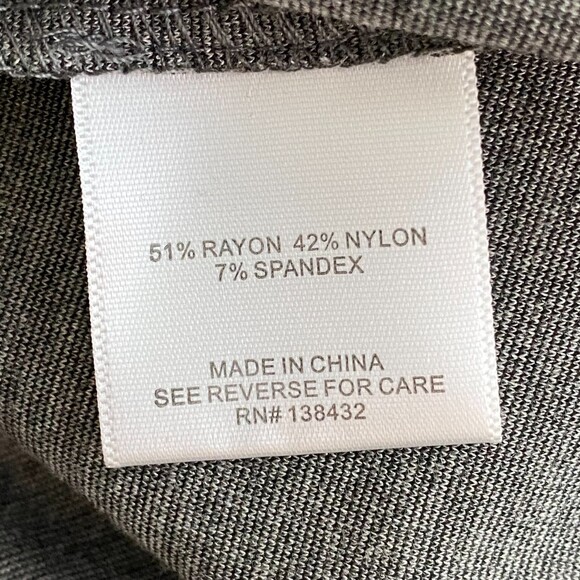 51% RAYON 42% NYLON
7% SPANDEX
MADE IN CHINA
SEE REVERSE FOR CARE
RN# 138432